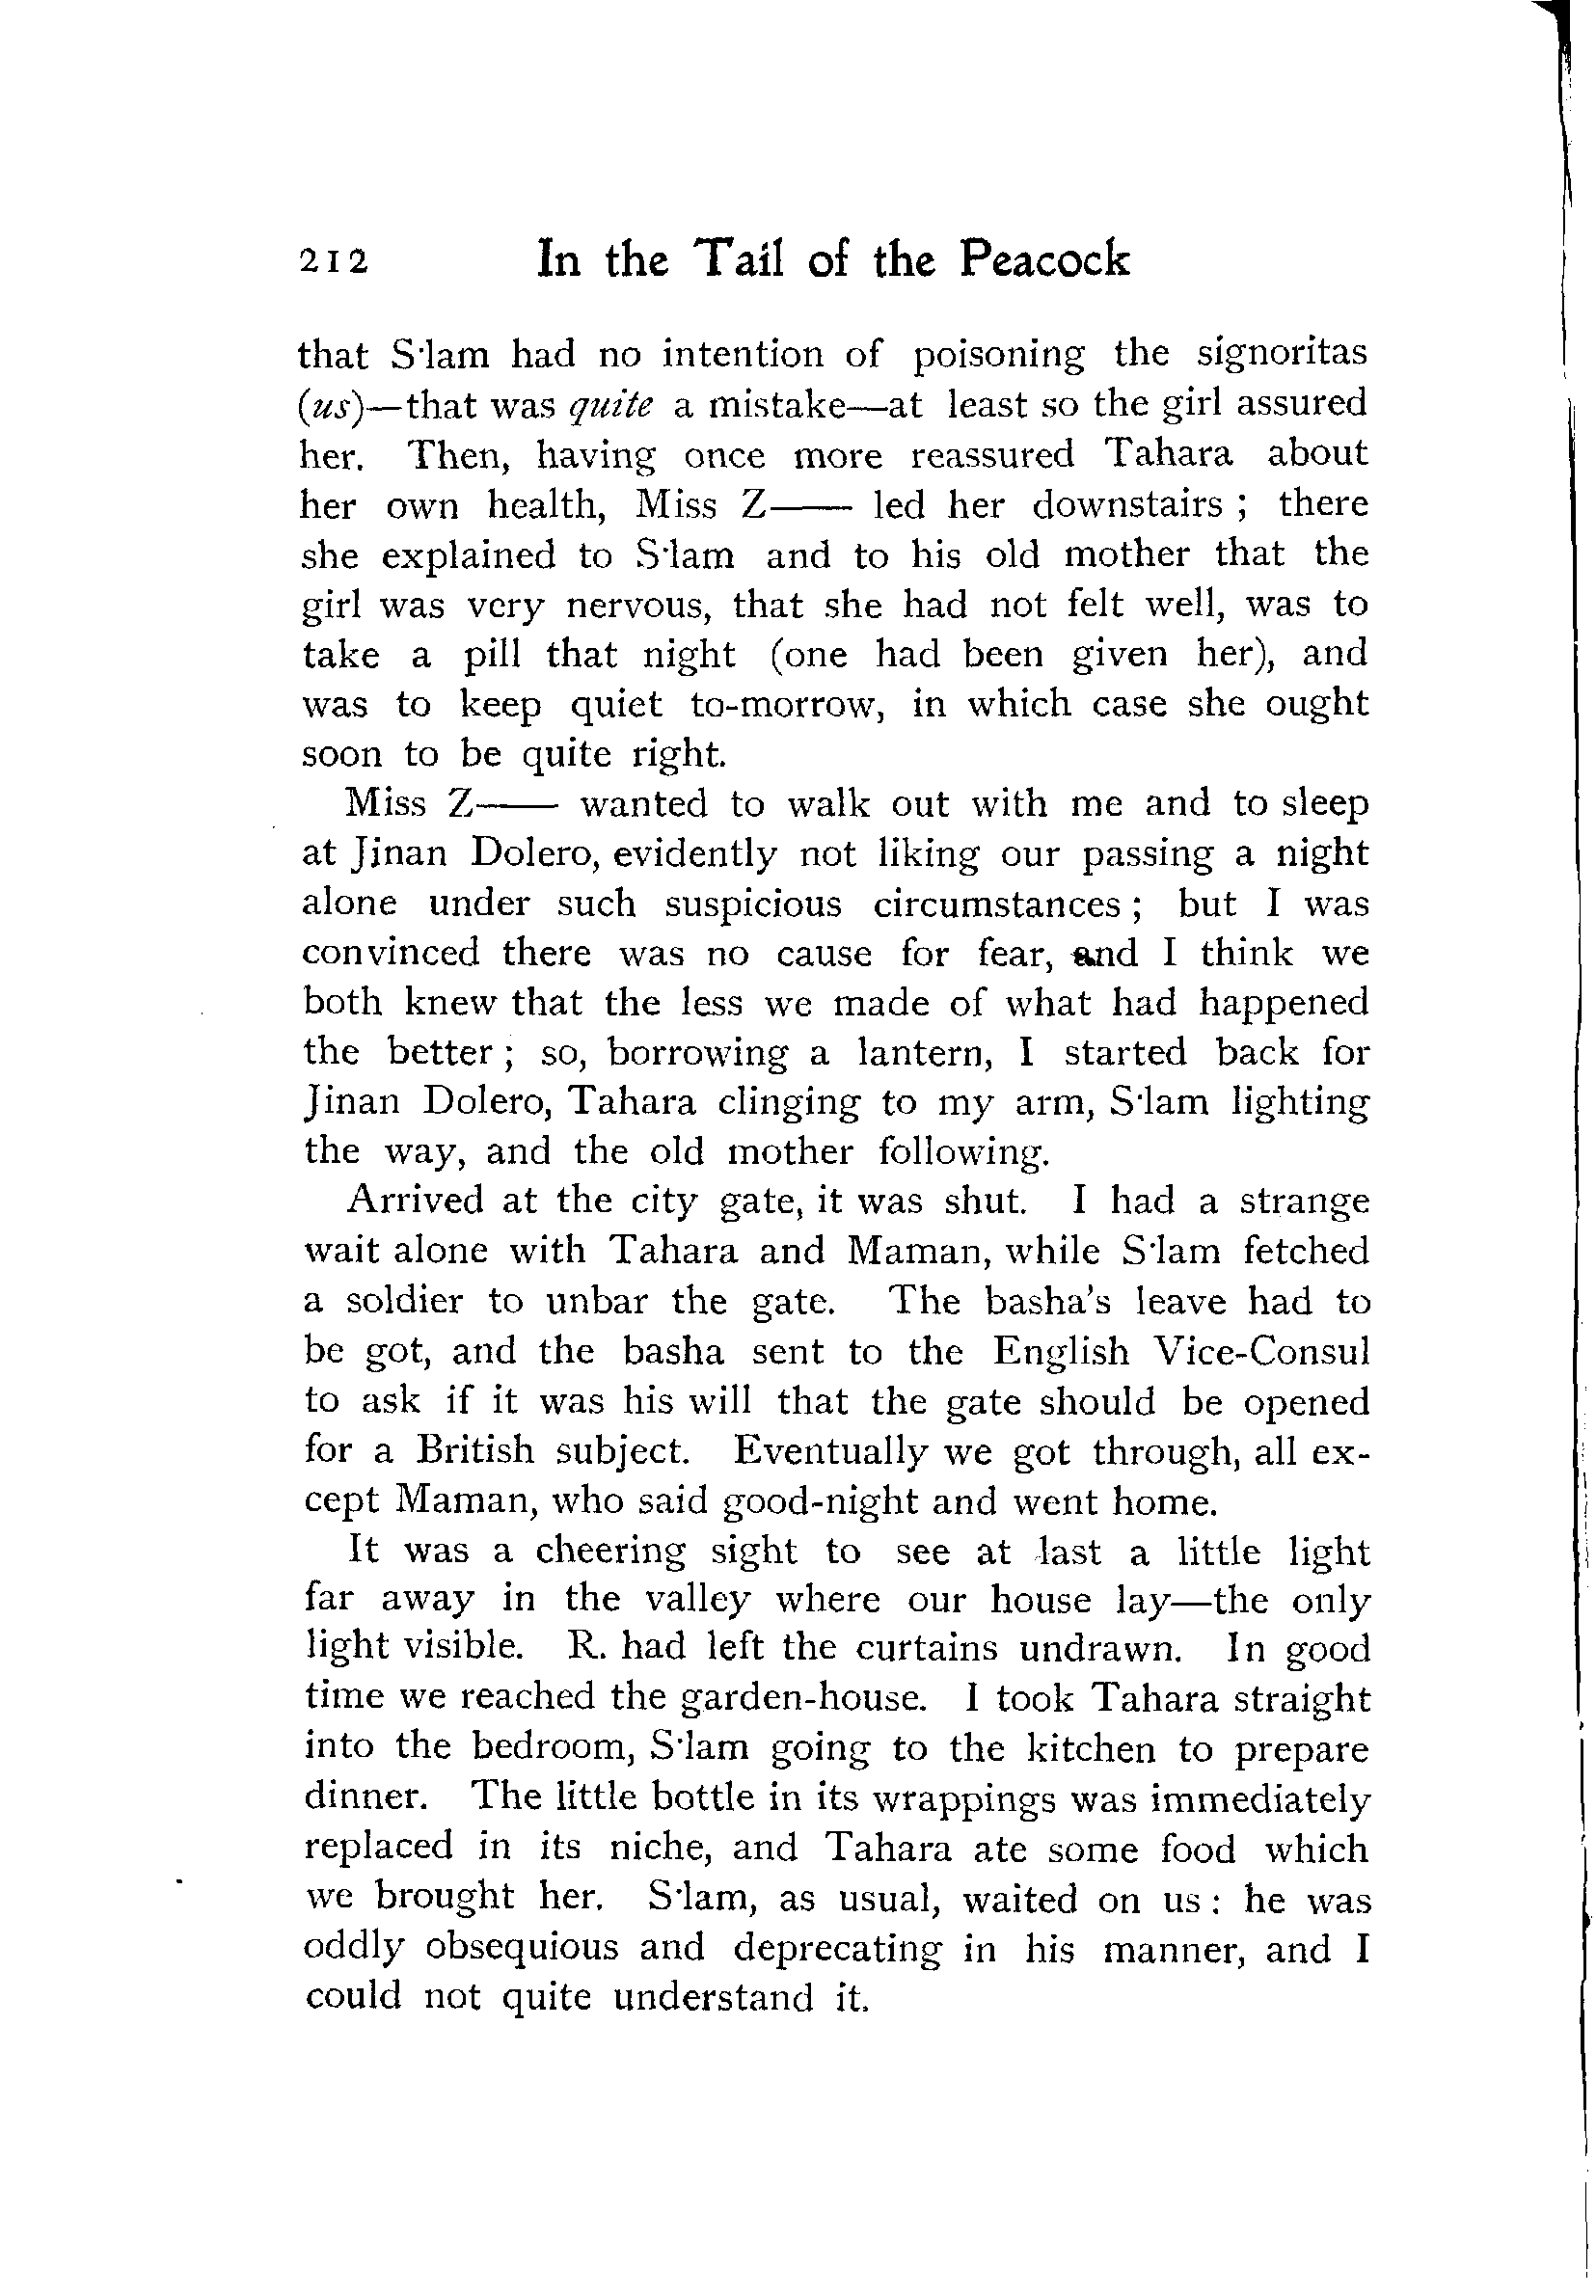 212 In the Tail of the Peacock
that S·lam had no intention of poisoning the signoritas
(us)—that was quite a mistake—at least so the girl assured
her. Then, having once more reassured Tahara about
her own health, Miss Z—— led her downstairs ; there
she explained to S·lam and to his old mother that the
girl was very nervous, that she had not felt well, was to
take a pill that night (one had been given her), and
was to keep quiet to-morrow, in which case she ought
soon to be quite right.
Miss Z—— wanted to walk out with me and to sleep
at Jinan Dolero, evidently not liking our passing a night
alone under such suspicious circumstances ; but I was
convinced there was no cause for fear, and I think we
both knew that the less we made of what had happened
the better ; so, borrowing a lantern, I started back for
Jinan Dolero, Tahara clinging to my arm, S·lam lighting
the way, and the old mother following.
Arrived at the city gate, it was shut. I had a strange
wait alone with Tahara and Maman, while S·lam fetched
a soldier to unbar the gate. The basha's leave had to
be got, and the basha sent to the English Vice-Consul
to ask if it was his will that the gate should be opened
for a British subject. Eventually we got through, all ex-
cept Maman, who said good-night and went home.
It was a cheering sight to see at last a little light
far away in the valley where our house lay—the only
light visible. R. had left the curtains undrawn. In good
time we reached the garden-house. I took Tahara straight
into the bedroom, S·lam going to the kitchen to prepare
dinner. The little bottle in its wrappings was immediately
replaced in its niche, and Tahara ate some food which
we brought her. S·lam, as usual, waited on us : he was
oddly obsequious and deprecating in his manner, and I
could not quite understand it.